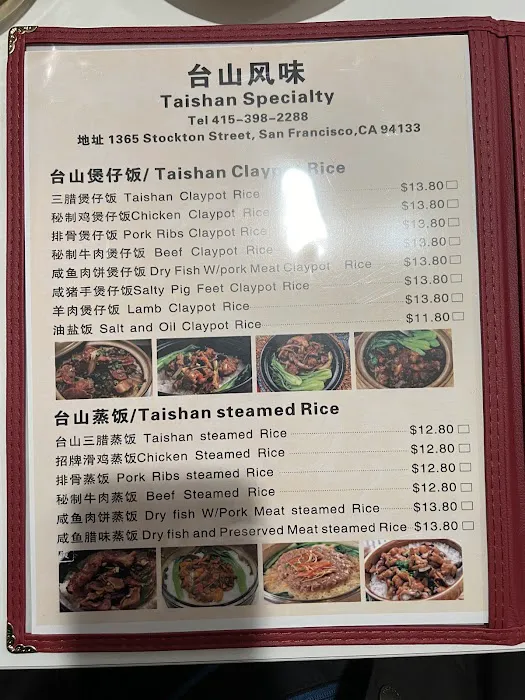 台山风味
Taishan Specialty
Tel 415-398-2288
地址 1365 Stockton Street, San Francisco,CA 94133
台山煲仔饭/ Taishan Claypot Rice
三腊煲仔饭 Taishan Claypot Rice $13.80
秘制鸡煲仔饭Chicken Claypot Rice $13.80
排骨煲仔饭 Pork Ribs Claypot Rice $13.80
秘制牛肉煲仔饭 Beef Claypot Rice $13.80
咸鱼肉饼煲仔饭 Dry Fish W/pork Meat Claypot Rice $13.80
咸猪手煲仔饭Salty Pig Feet Claypot Rice $13.80
羊肉煲仔饭 Lamb Claypot Rice $13.80
油盐饭 Salt and Oil Claypot Rice $11.80
台山蒸饭/Taishan steamed Rice
台山三腊蒸饭 Taishan steamed Rice $12.80
招牌滑鸡蒸饭Chicken Steamed Rice $12.80
排骨蒸饭 Pork Ribs steamed Rice $12.80
秘制牛肉蒸饭 Beef Steamed Rice $12.80
咸鱼肉饼蒸饭 Dry fish W/Pork Meat steamed Rice $13.80
咸鱼腊味蒸饭 Dry fish and Preserved Meat steamed Rice $13.80